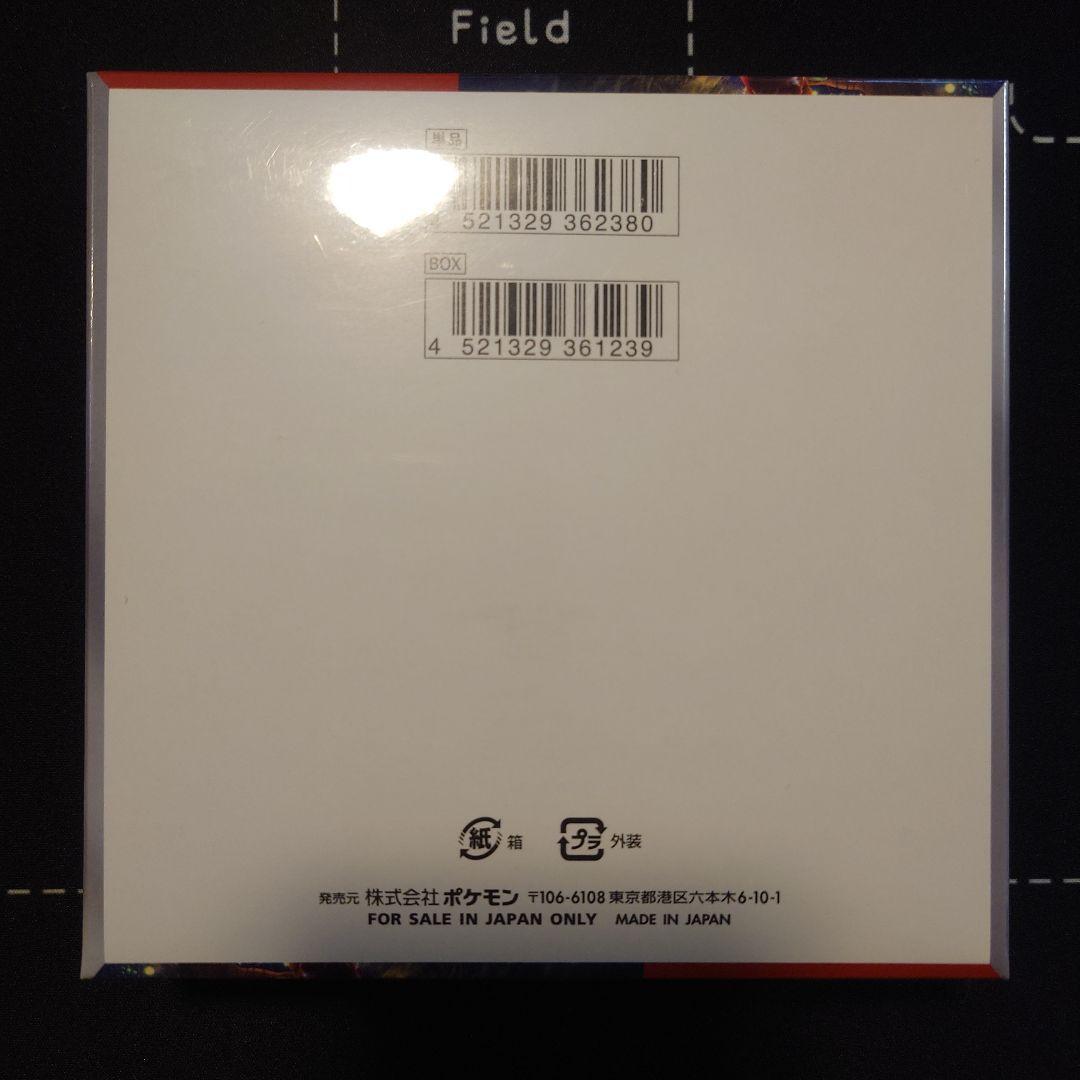 Field
単品
521329 362380
BOX
4 521329 361239
紙 箱 プラ 外装
発売元 株式会社 ポケモン 〒106-6108 東京都港区六本木6-10-1
FOR SALE IN JAPAN ONLY MADE IN JAPAN